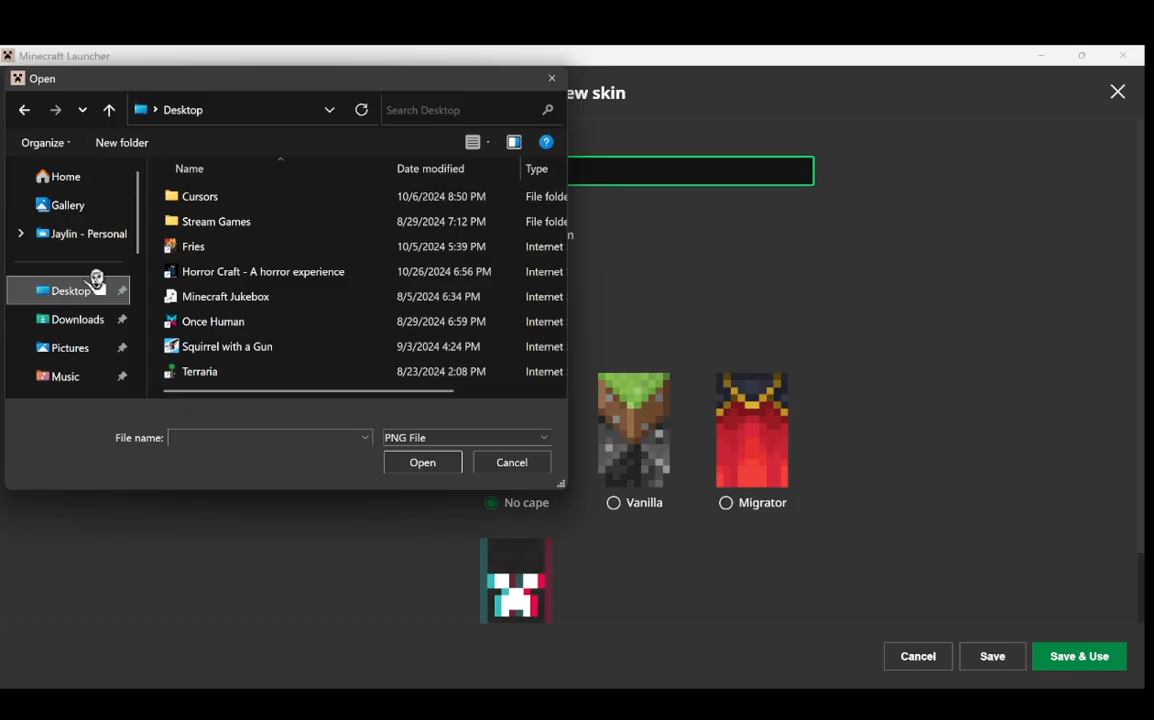 Minecraft Launcher
Open
ew skin
Desktop
Search Desktop
Organize
New folder
Name
Date modified
Type
Home
Gallery
Jaylin - Personal
Desktop
Downloads
Pictures
Music
Cursors 10/6/2024 8:50 PM File folde
Stream Games 8/29/2024 7:12 PM File folde
Fries 10/5/2024 5:39 PM Internet
Horror Craft - A horror experience 10/26/2024 6:56 PM Internet
Minecraft Jukebox 8/5/2024 6:34 PM Internet
Once Human 8/29/2024 6:59 PM Internet
Squirrel with a Gun 9/3/2024 4:24 PM Internet
Terraria 8/23/2024 2:08 PM Internet
n
File name:
PNG File
Open
Cancel
No cape
Vanilla
Migrator
Cancel
Save
Save & Use